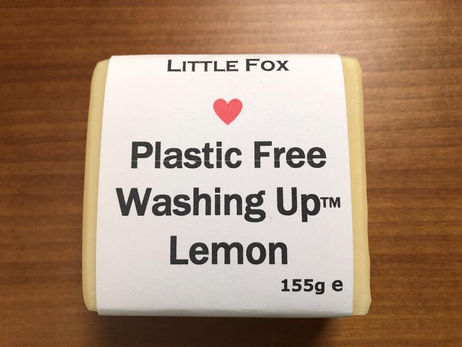 LITTLE FOX
Plastic Free
Washing Up™
Lemon
155g e